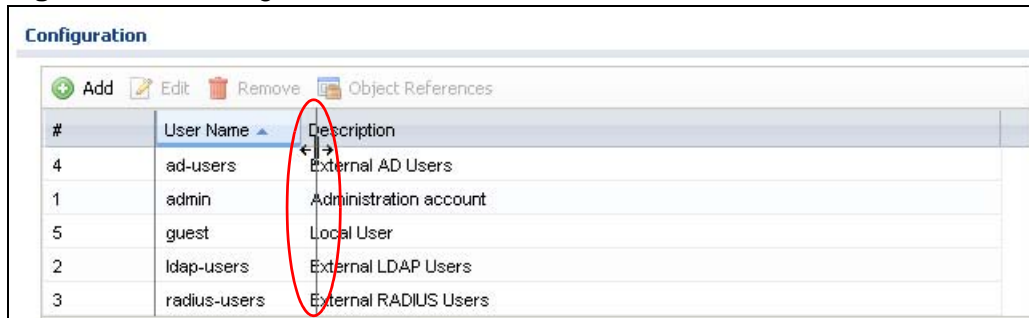 Configuration
Add Edit Remove Object References
# User Name Description
4 ad-users External AD Users
1 admin Administration account
5 guest Local User
2 ldap-users External LDAP Users
3 radius-users External RADIUS Users